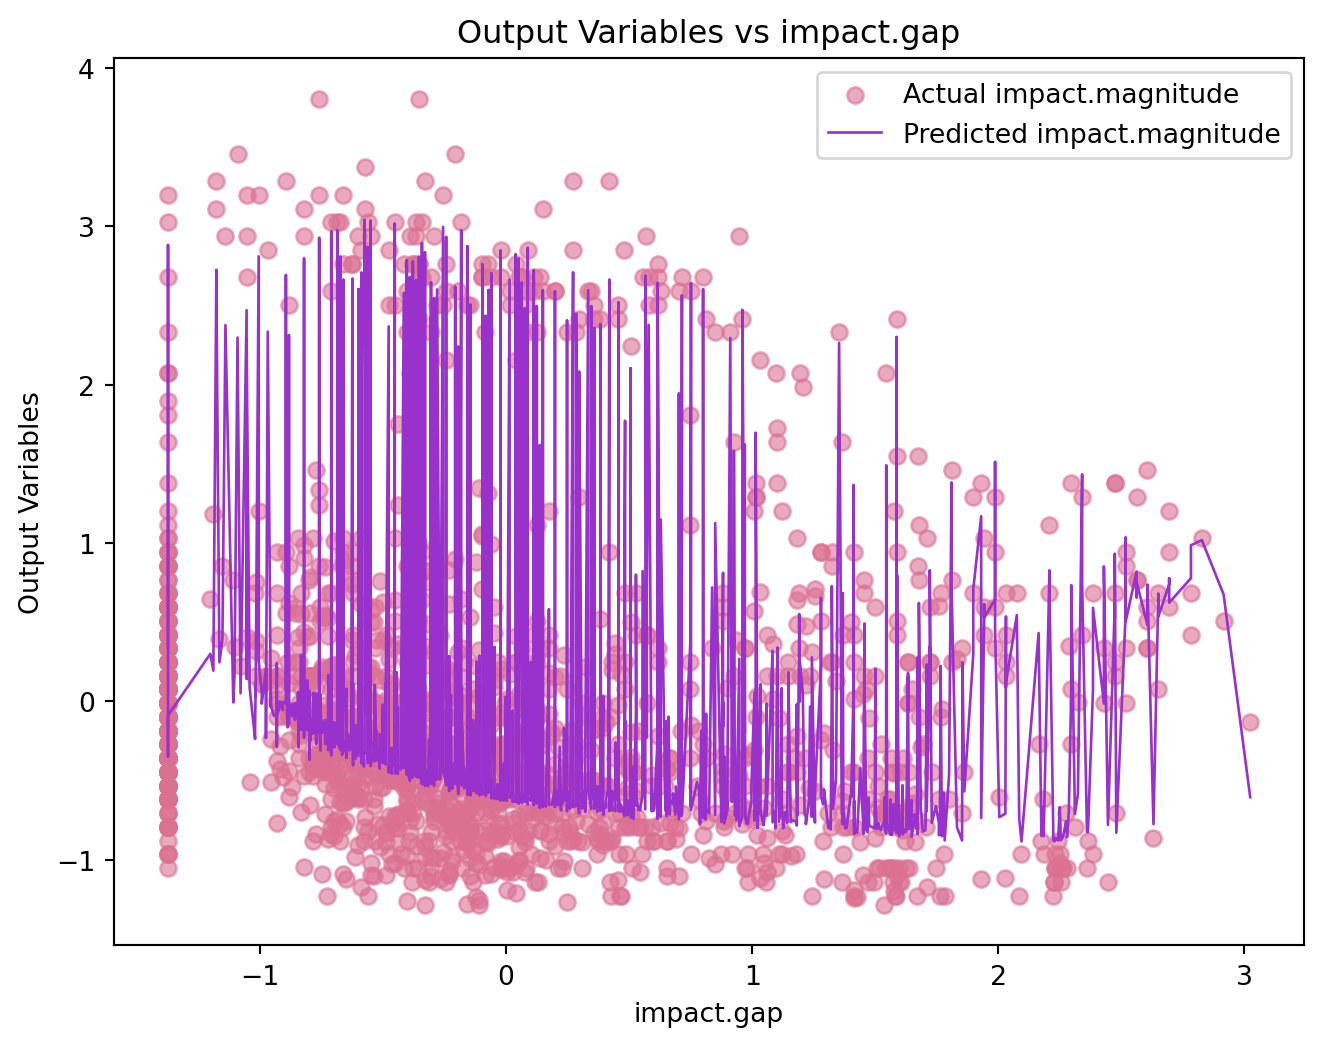 Output Variables vs impact.gap
Actual impact.magnitude
Predicted impact.magnitude
Output Variables
4
3
2
1
0
−1
−1
0
1
2
3
impact.gap